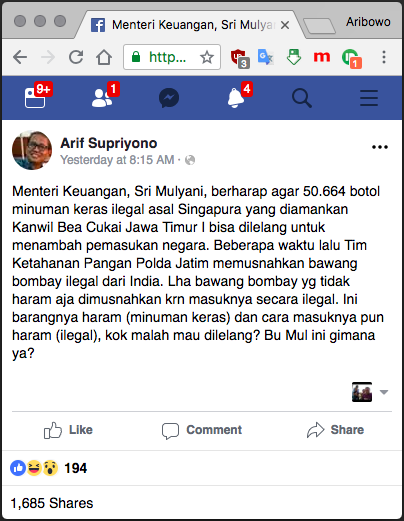 Menteri Keuangan, Sri Mulya
Aribowo
http...
3
1
9+
1
4
Arif Supriyono
Yesterday at 8:15 AM ·
Menteri Keuangan, Sri Mulyani, berharap agar 50.664 botol
minuman keras ilegal asal Singapura yang diamankan
Kanwil Bea Cukai Jawa Timur I bisa dilelang untuk
menambah pemasukan negara. Beberapa waktu lalu Tim
Ketahanan Pangan Polda Jatim memusnahkan bawang
bombay ilegal dari India. Lha bawang bombay yg tidak
haram aja dimusnahkan krn masuknya secara ilegal. Ini
barangnya haram (minuman keras) dan cara masuknya pun
haram (ilegal), kok malah mau dilelang? Bu Mul ini gimana
ya?
Like
Comment
Share
194
1,685 Shares